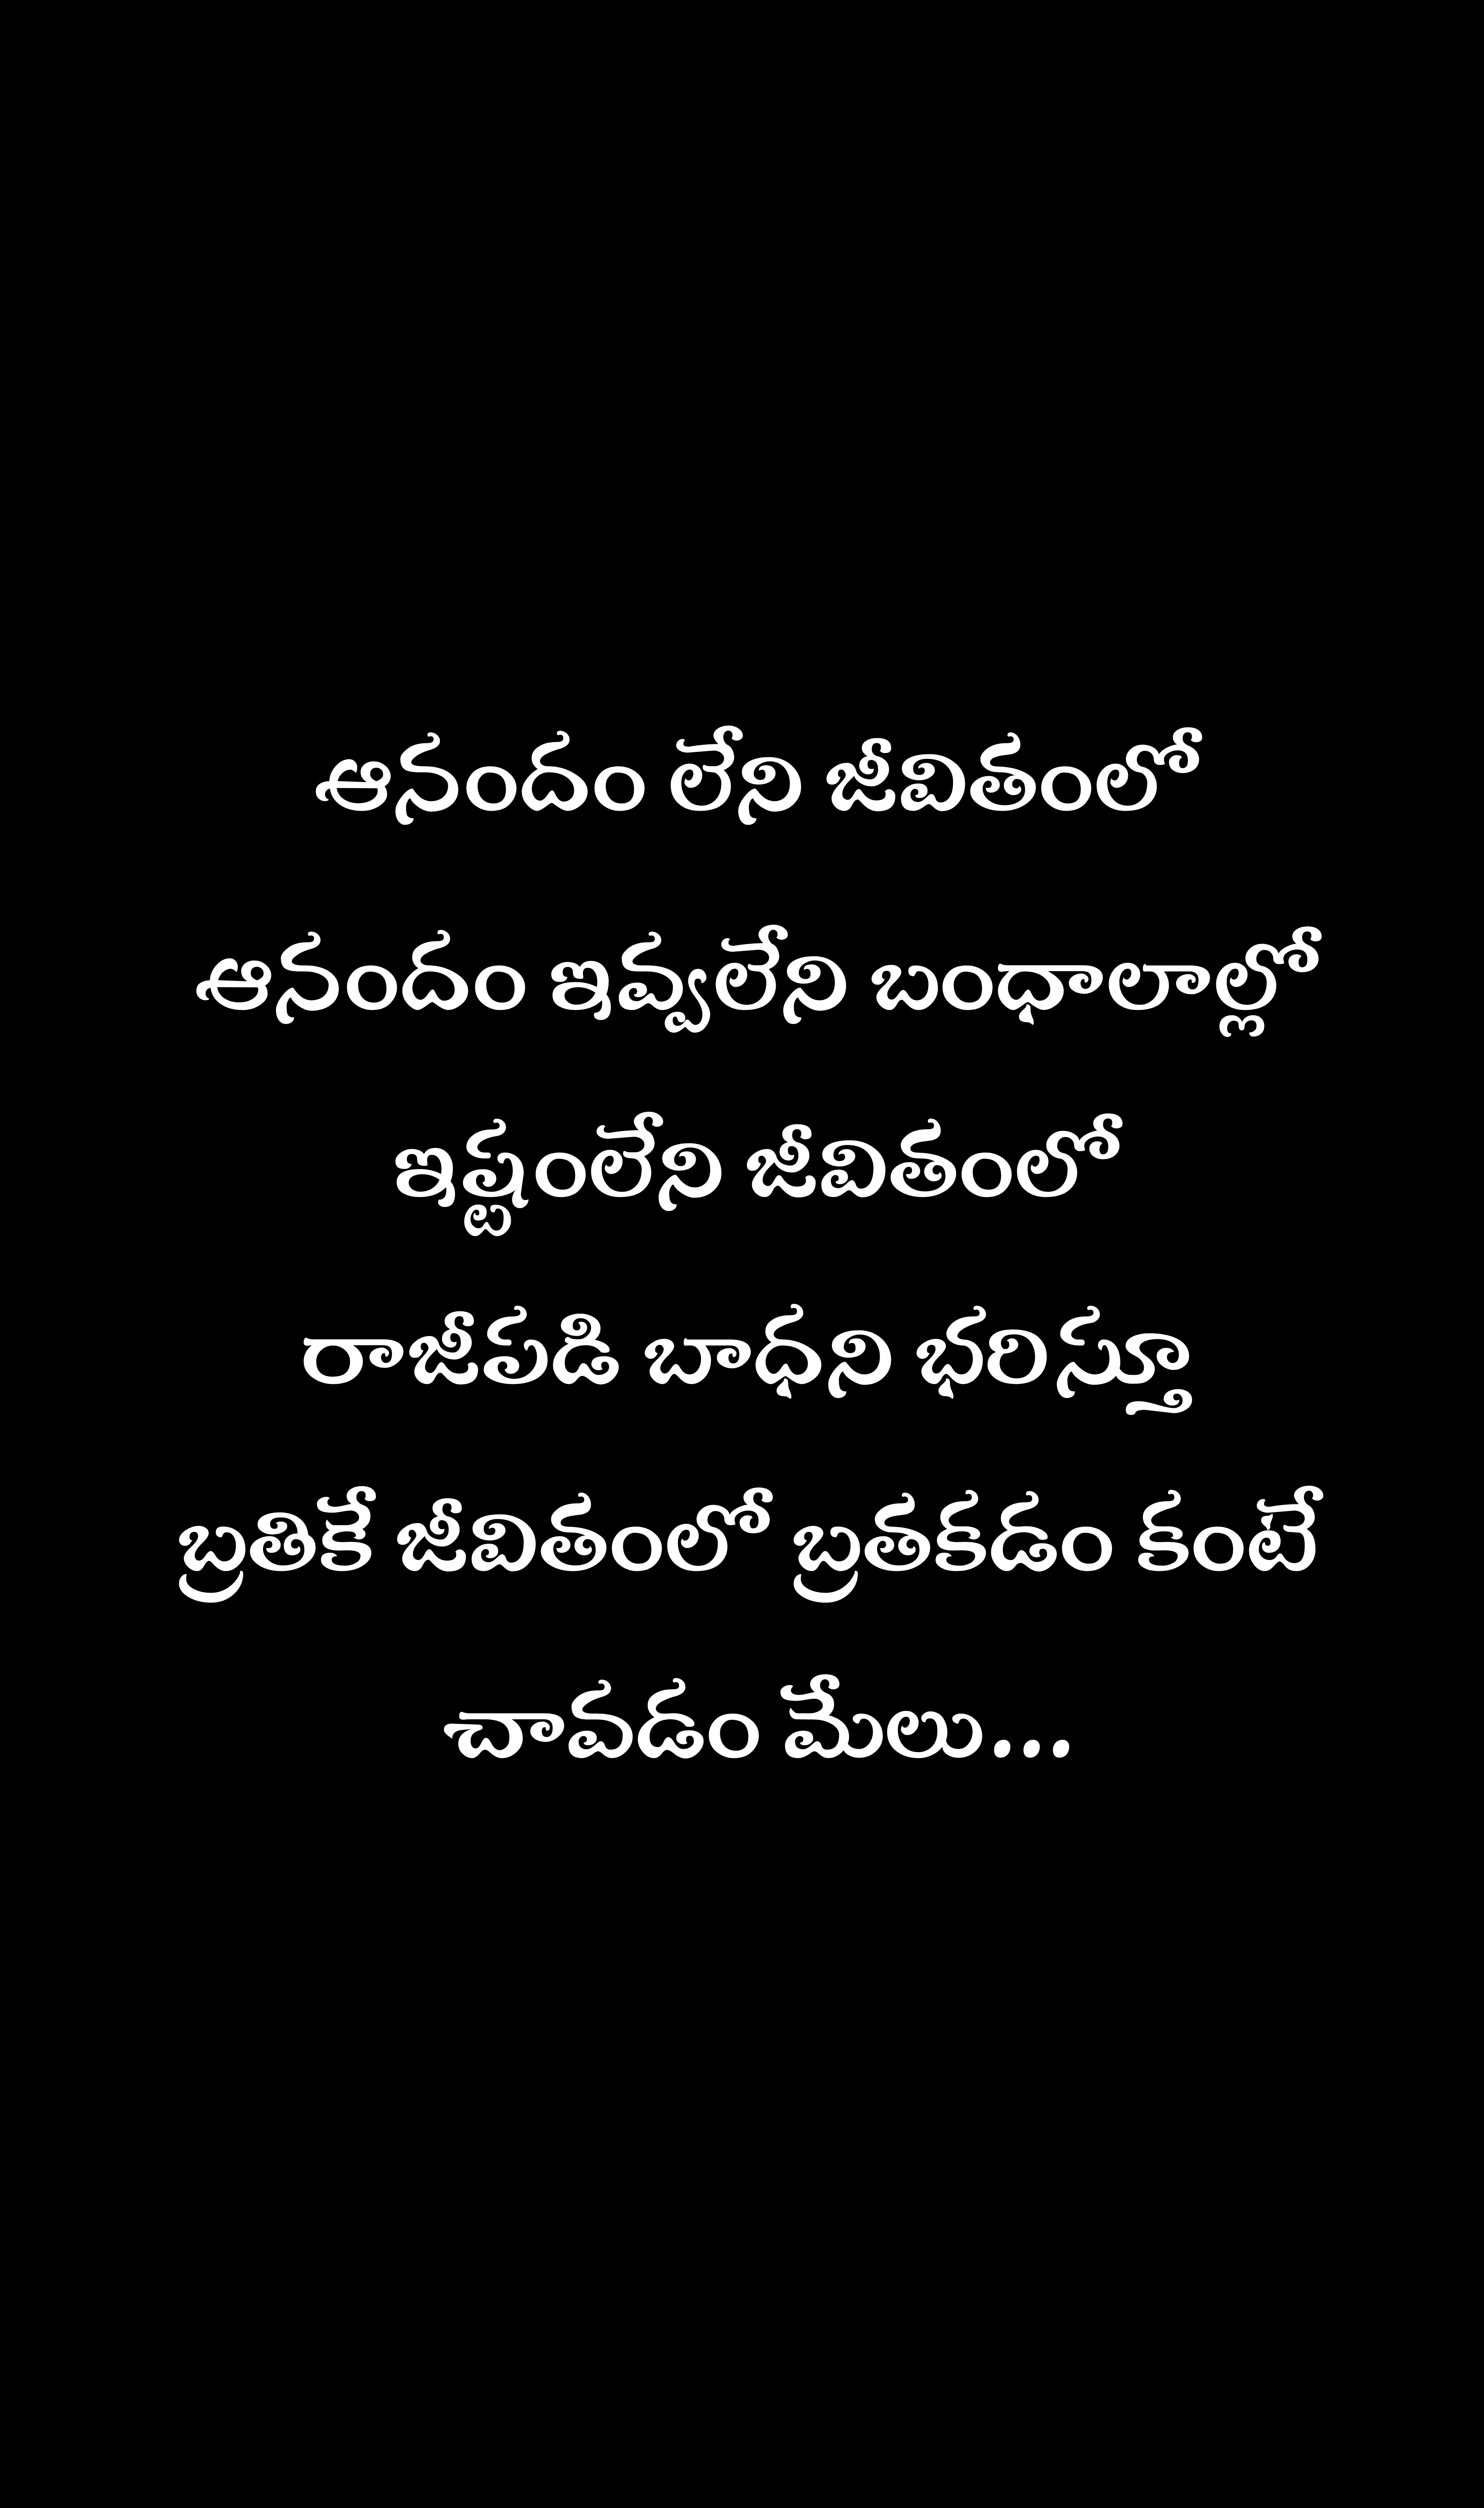 ఆనందం లేని జీవితంలో
ఆనందం ఇవ్వలేని బంధాలాల్లో
ఇష్టంలేని జీవితంలో
రాజీపడి బాధని భరిస్తూ
బ్రతికే జీవితంలో బ్రతకడం కంటే
చావడం మేలు...